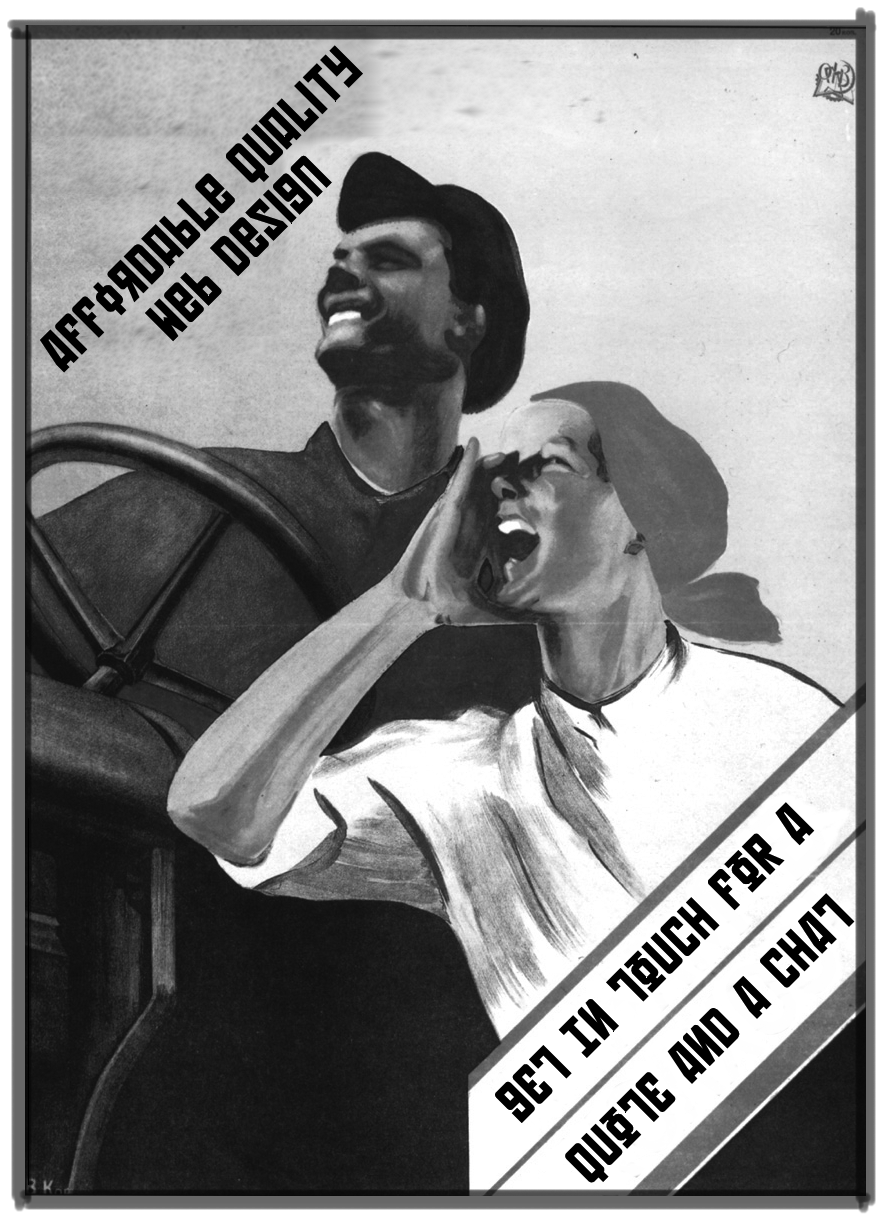 AFFORDABLE QUALITY
WEB DESIGN
GET IN TOUCH FOR A
QUOTE AND A CHAT